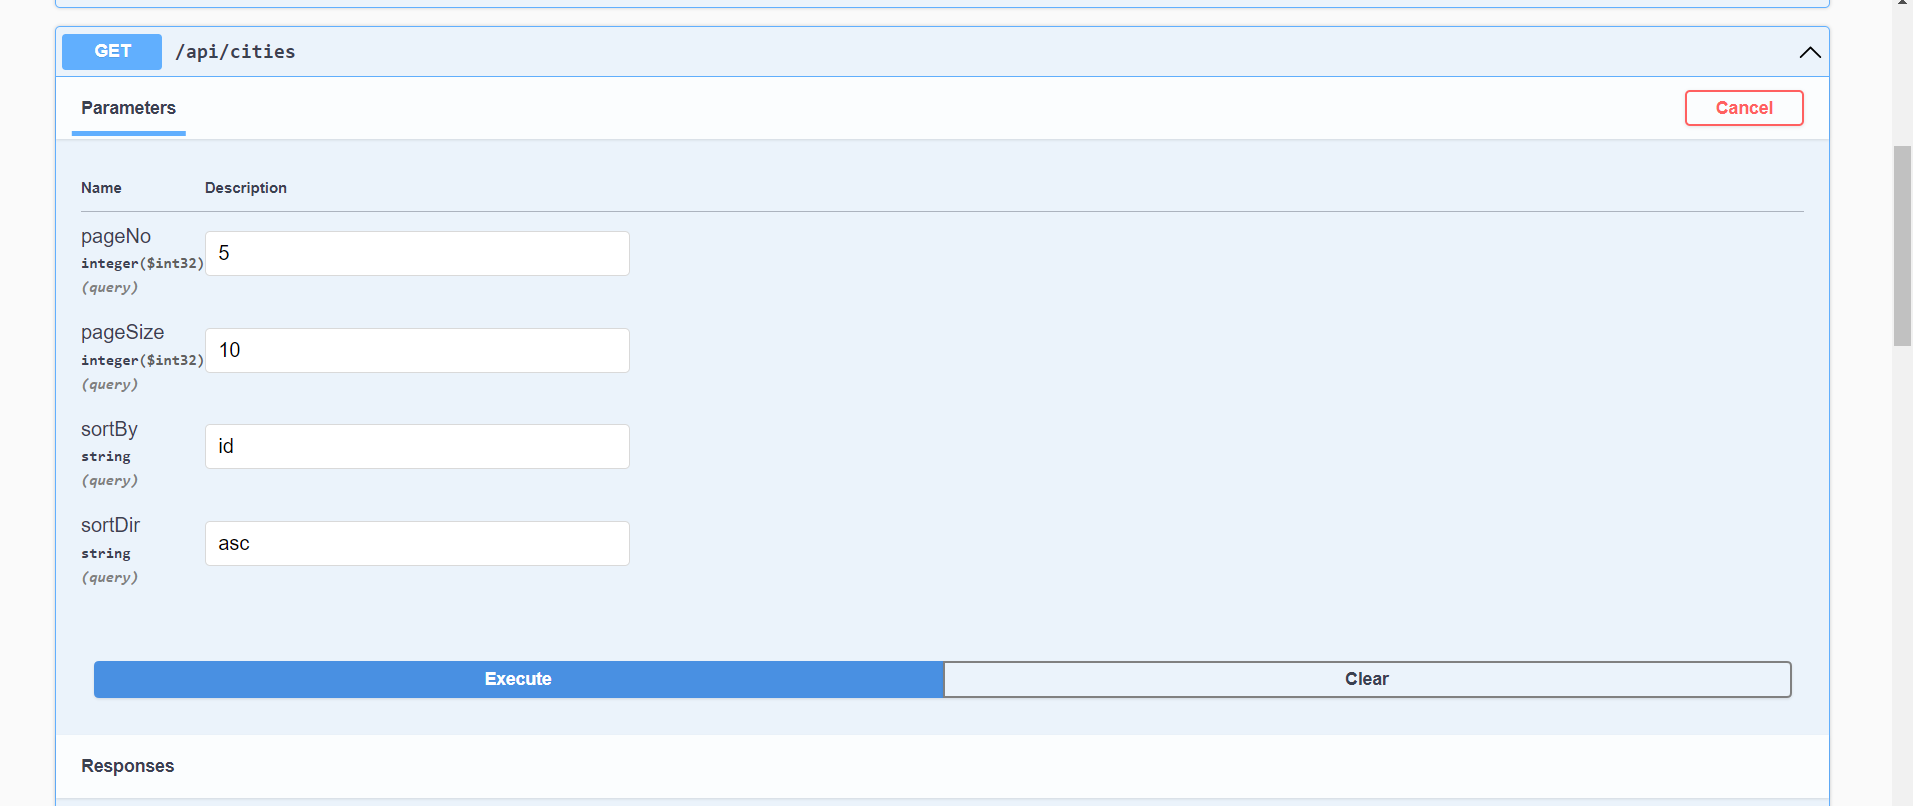 GET /api/cities
Parameters
Cancel
Name Description
pageNo
integer($int32)
(query)
5
pageSize
integer($int32)
(query)
10
sortBy
string
(query)
id
sortDir
string
(query)
asc
Execute
Clear
Responses